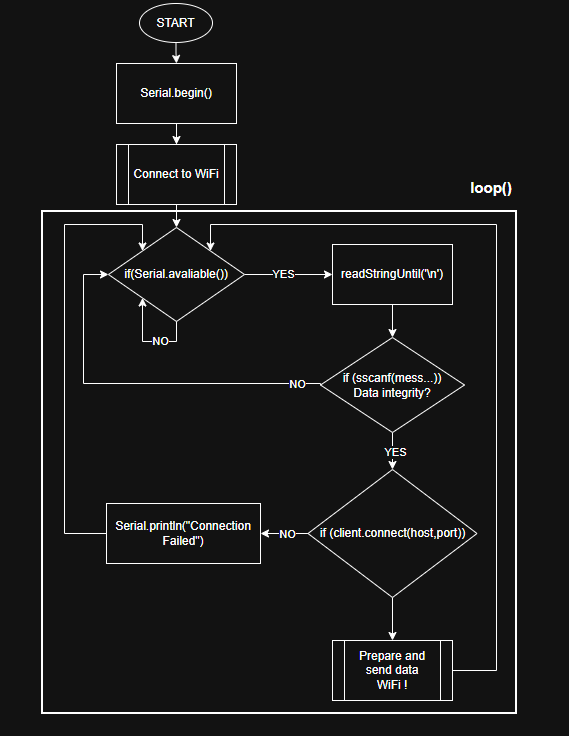 START
Serial.begin()
Connect to WiFi
loop()
if(Serial.avaliable())
YES
readStringUntil('\n')
NO
if (sscanf(mess...))
Data integrity?
NO
YES
Serial.println("Connection
Failed")
NO
if (client.connect(host,port))
Prepare and
send data
WiFi !